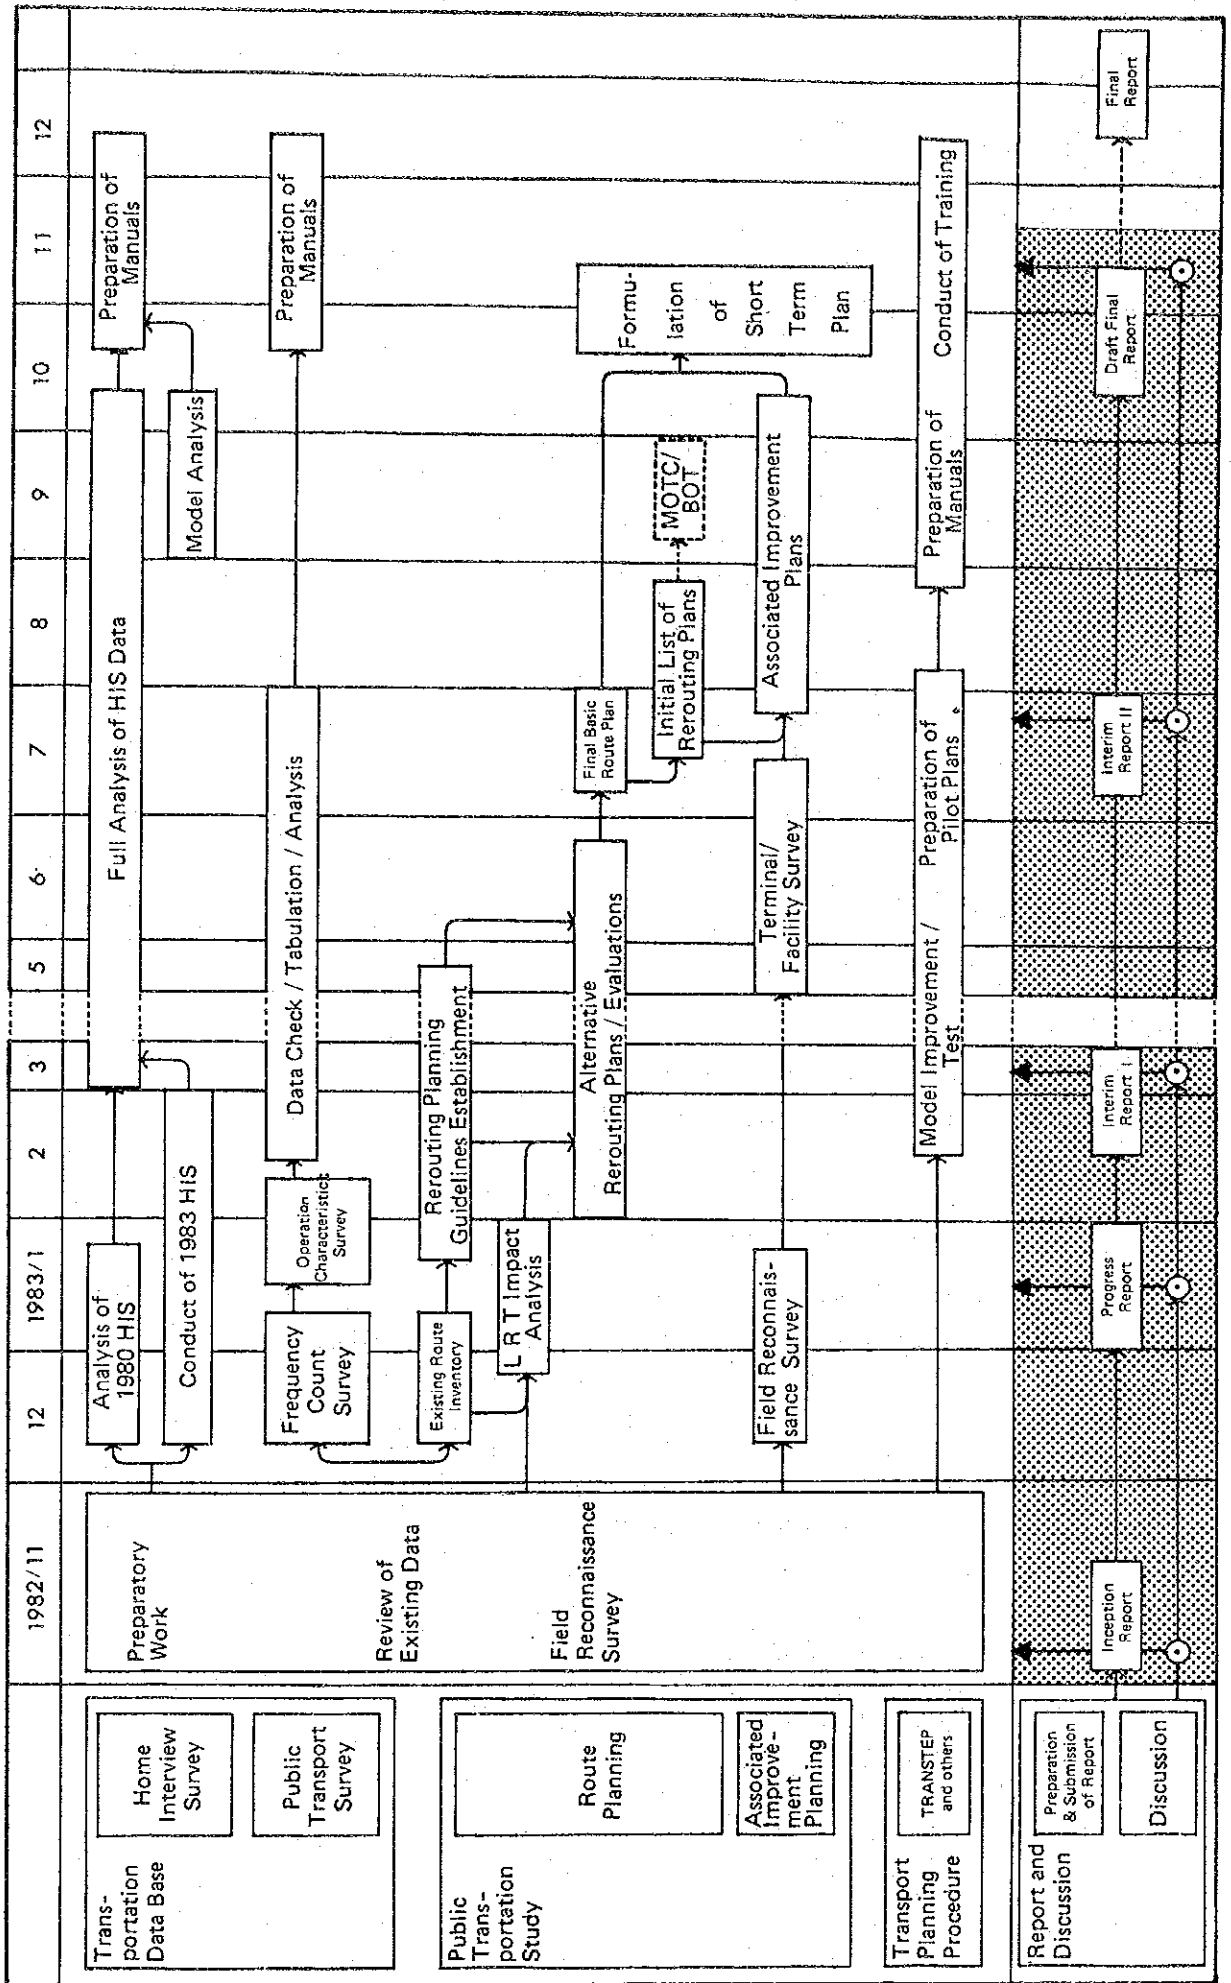 1982/11
12
1983/1
2
3
5
6
7
8
9
10
11
12
Trans-
portation
Data Base
Home
Interview
Survey
Public
Transport
Survey
Public
Trans-
portation
Study
Route
Planning
Associated
Improve-
ment
Planning
Transport
Planning
Procedure
TRANSTEP
and others
Report and
Discussion
Preparation
& Submission
of Report
Discussion
Preparatory
Work
Review of
Existing Data
Field
Reconnaissance
Survey
Analysis of
1980 HIS
Conduct of 1983 HIS
Full Analysis of HIS Data
Model Analysis
Preparation of
Manuals
Frequency
Count
Survey
Operation
Characteristics
Survey
Data Check / Tabulation / Analysis
Preparation of
Manuals
Existing Route
Inventory
Rerouting Planning
Guidelines Establishment
L R T Impact
Analysis
Alternative
Rerouting Plans/ Evaluations
Final Basic
Route Plan
Initial List of
Rerouting Plans
MOTC/
BOT
Formu-
lation
of
Short
Term
Plan
Field Reconnais-
sance Survey
Terminal/
Facility Survey
Associated Improvement
Plans
Model Improvement /
Test
Preparation of
Pilot Plans
Preparation of
Manuals
Conduct of Training
Inception
Report
Progress
Report
Interim
Report I
Interim
Report II
Draft Final
Report
Final
Report